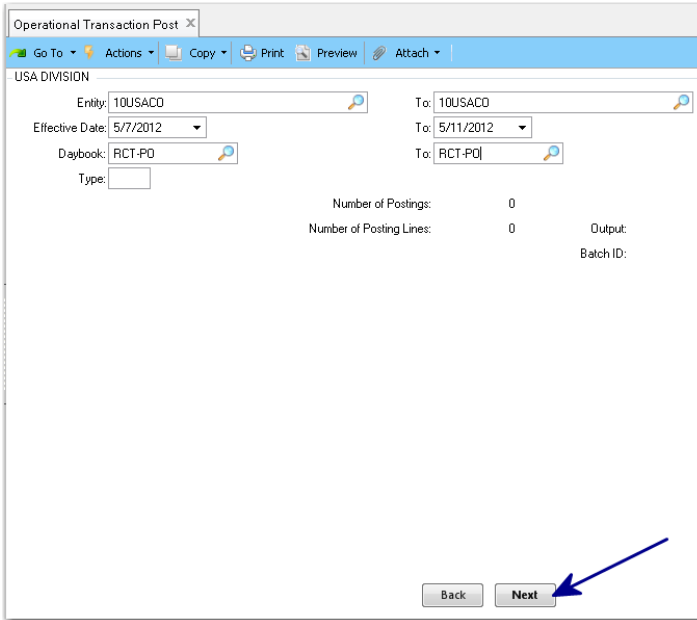 Operational Transaction Post
Go To Actions Copy Print Preview Attach
USA DIVISION
Entity: 10USACO To: 10USACO
Effective Date: 5/7/2012 To: 5/11/2012
Daybook: RCT-PO To: RCT-PO
Type:
Number of Postings: 0
Number of Posting Lines: 0 Output:
Batch ID:
Back Next